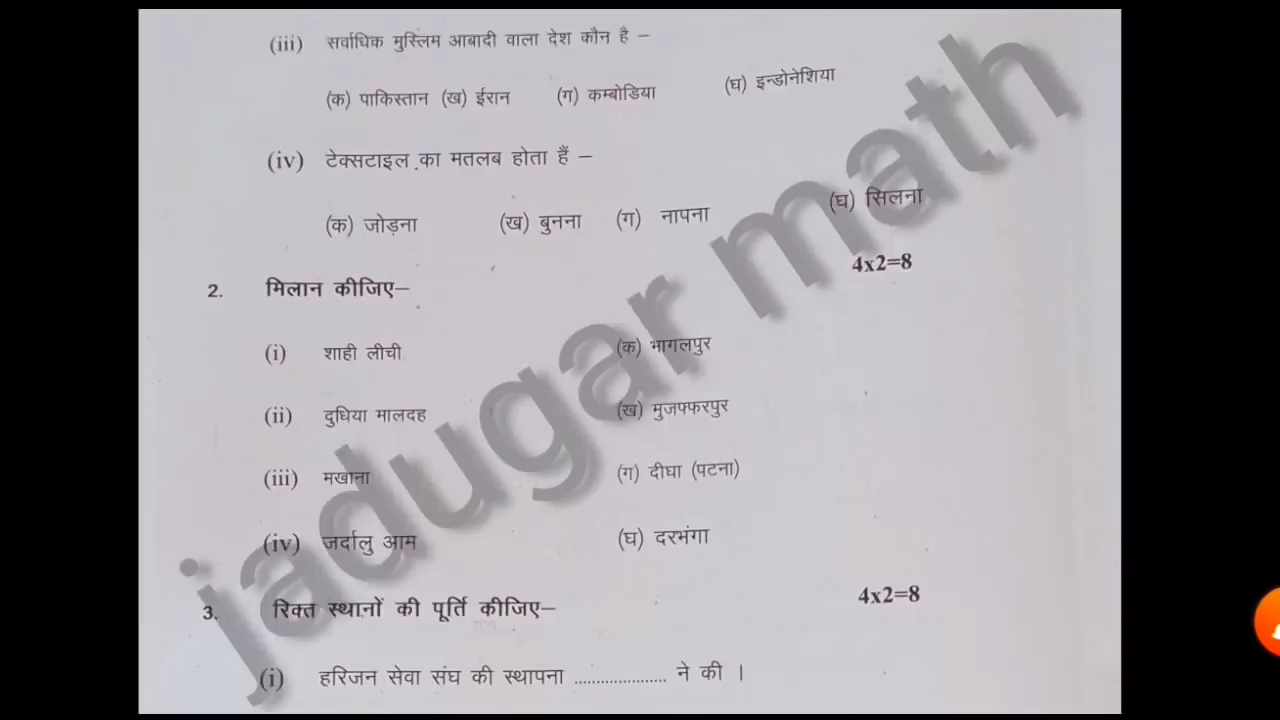 (iii) सर्वाधिक मुस्लिम आबादी वाला देश कौन है –
(क) पाकिस्तान (ख) ईरान (ग) कम्बोडिया (घ) इन्डोनेशिया
(iv) टेक्सटाइल का मतलब होता हैं –
(क) जोड़ना (ख) बुनना (ग) नापना (घ) सिलना
4x2=8
2. मिलान कीजिए–
(i) शाही लीची (क) भागलपुर
(ii) दुधिया मालदह (ख) मुजफ्फरपुर
(iii) मखाना (ग) दीघा (पटना)
(iv) जर्दालु आम (घ) दरभंगा
3. रिक्त स्थानों की पूर्ति कीजिए– 4x2=8
(i) हरिजन सेवा संघ की स्थापना ..................... ने की ।
jadugar math